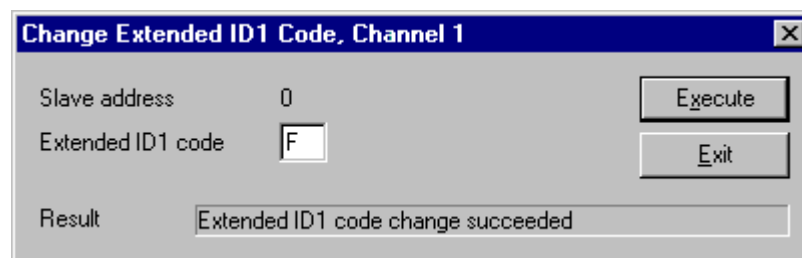 Change Extended ID1 Code, Channel 1
Slave address 0 Execute
Extended ID1 code F Exit
Result Extended ID1 code change succeeded